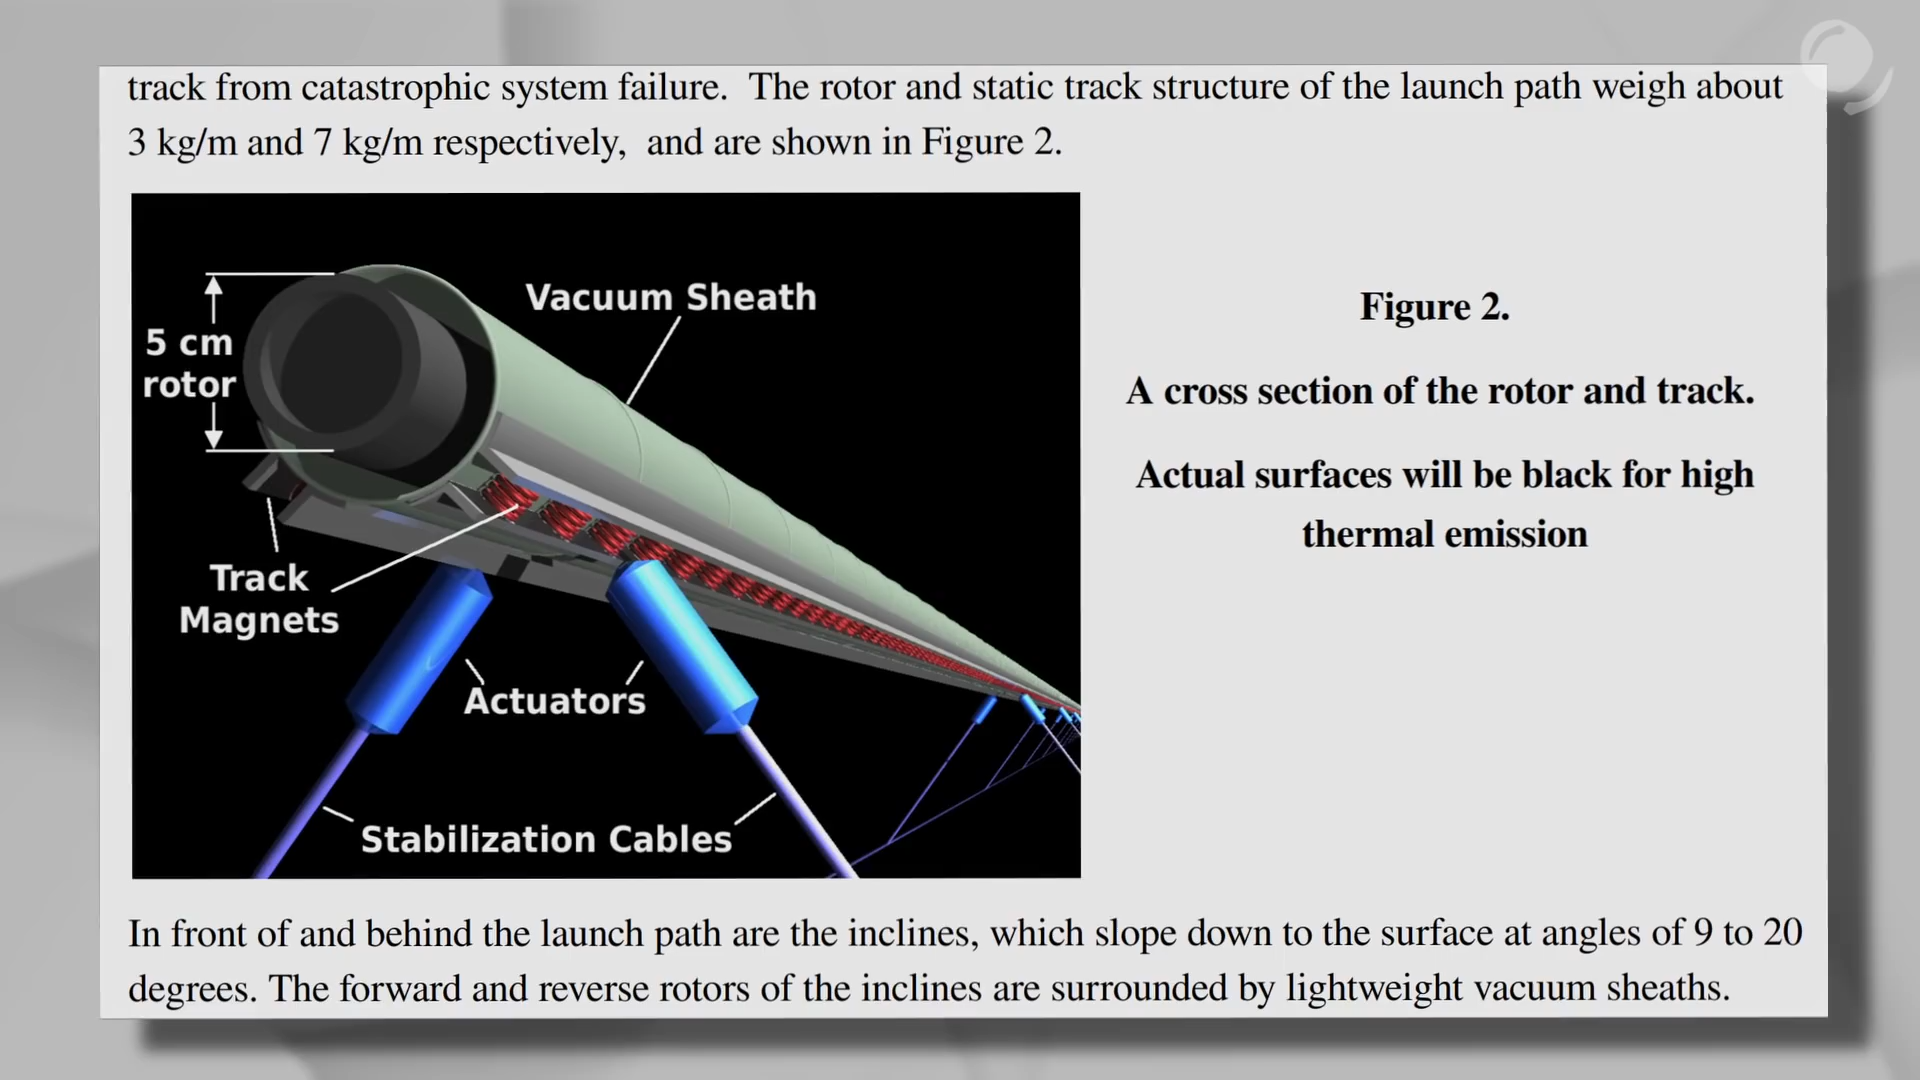 track from catastrophic system failure.  The rotor and static track structure of the launch path weigh about
3 kg/m and 7 kg/m respectively,  and are shown in Figure 2.
5 cm
rotor
Vacuum Sheath
Track
Magnets
Actuators
Stabilization Cables
Figure 2.
A cross section of the rotor and track.
Actual surfaces will be black for high
thermal emission
In front of and behind the launch path are the inclines, which slope down to the surface at angles of 9 to 20
degrees. The forward and reverse rotors of the inclines are surrounded by lightweight vacuum sheaths.